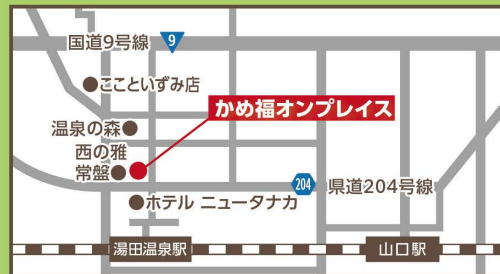 国道9号線
9
こことといずみ店
かめ福オンプレイス
温泉の森
西の雅
常盤
204
県道204号線
ホテル ニュータナカ
湯田温泉駅
山口駅